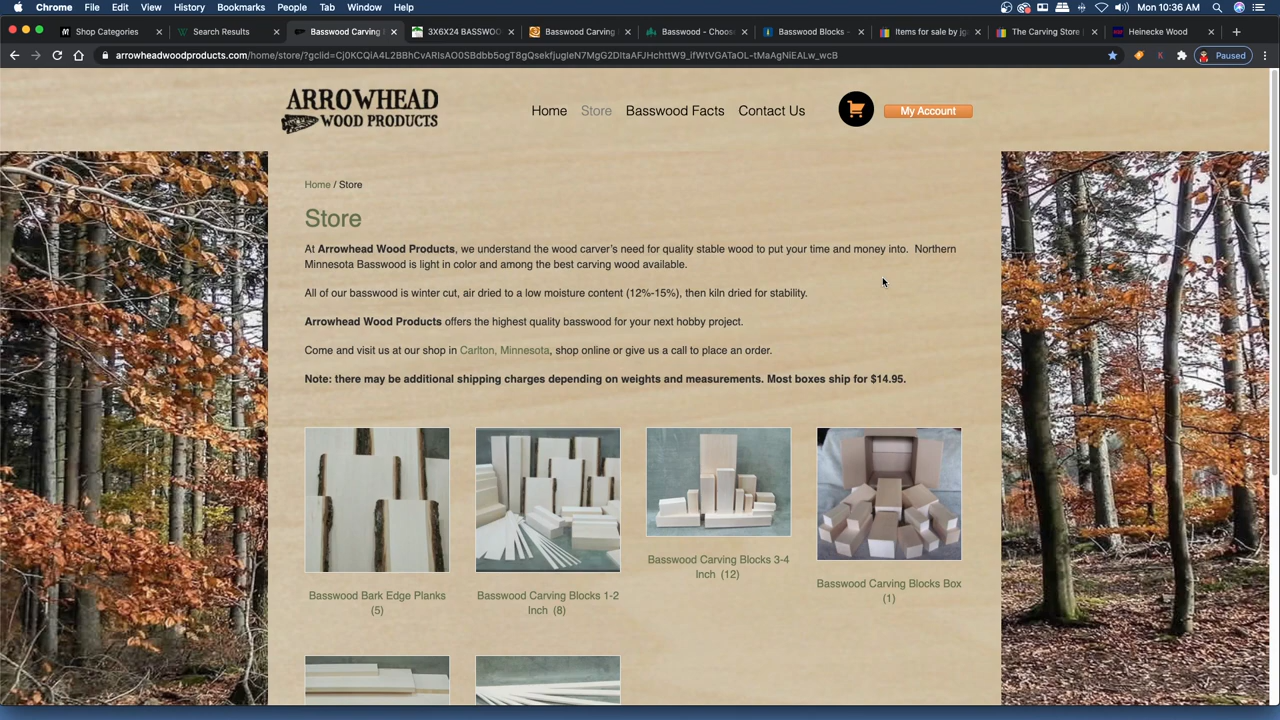 Chrome File Edit View History Bookmarks People Tab Window Help Mon 10:36 AM
Shop Categories Search Results Basswood Carving 3X6X24 BASSWOO Basswood Carving Basswood - Choos Basswood Blocks - Items for sale by jg The Carving Store Heinecke Wood
arrowheadwoodproducts.com/home/store/?gclid=Cj0KCQiA4L2BBhCvARIsAO0SBdbb5ogT8gQsekfjugIeN7MgG2DItaAFJHchttW9_lfWtVGATaOL-tMaAgNiEALw_wcB Paused
ARROWHEAD
WOOD PRODUCTS
Home Store Basswood Facts Contact Us My Account
Home / Store
Store
At Arrowhead Wood Products, we understand the wood carver's need for quality stable wood to put your time and money into. Northern
Minnesota Basswood is light in color and among the best carving wood available.
All of our basswood is winter cut, air dried to a low moisture content (12%-15%), then kiln dried for stability.
Arrowhead Wood Products offers the highest quality basswood for your next hobby project.
Come and visit us at our shop in Carlton, Minnesota, shop online or give us a call to place an order.
Note: there may be additional shipping charges depending on weights and measurements. Most boxes ship for $14.95.
Basswood Bark Edge Planks
(5)
Basswood Carving Blocks 1-2
Inch (8)
Basswood Carving Blocks 3-4
Inch (12)
Basswood Carving Blocks Box
(1)